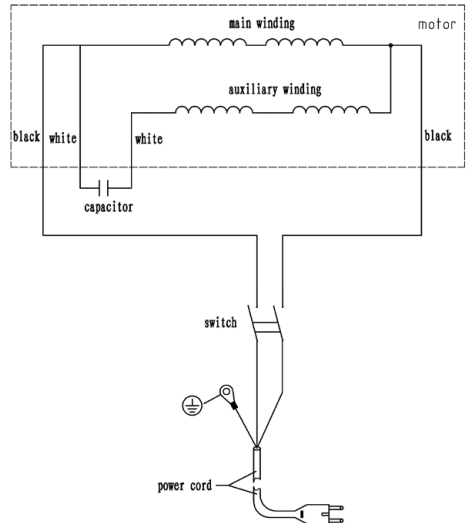 main winding
motor
auxiliary winding
black
white
white
black
capacitor
switch
power cord